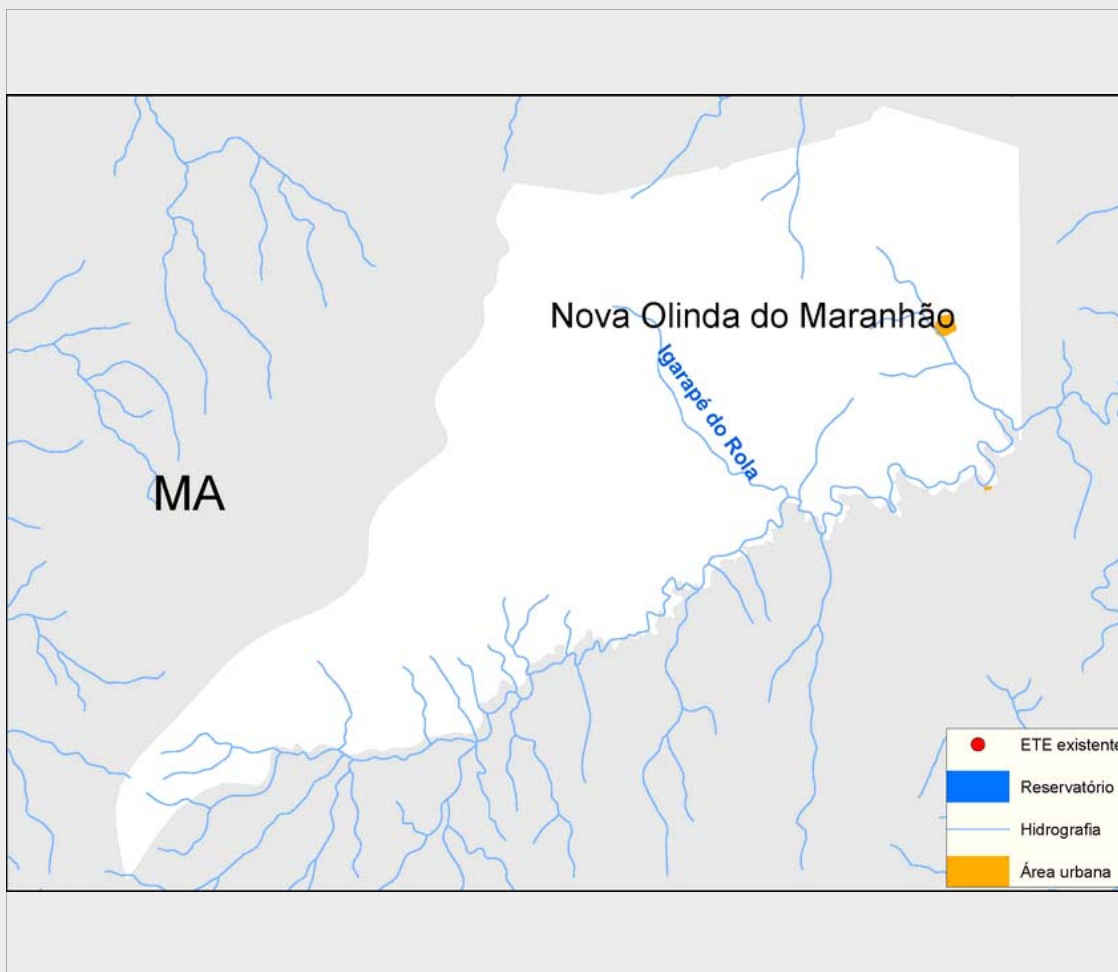 Nova Olinda do Maranhão
Igarapé do Rola
MA
ETE existente
Reservatório
Hidrografia
Área urbana